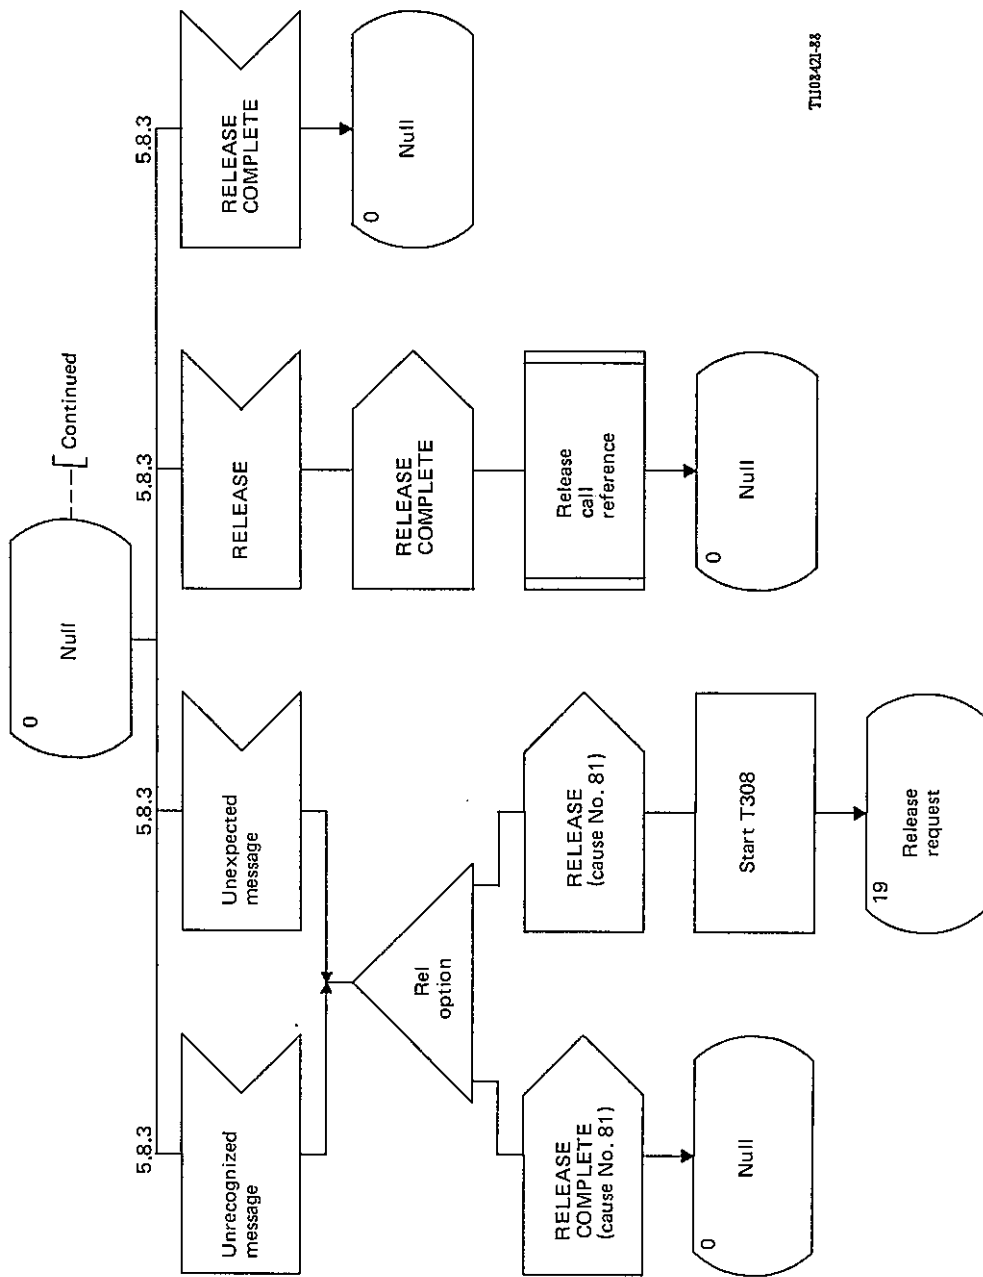 0
Null
Continued
5.8.3
Unrecognized
message
5.8.3
Unexpected
message
5.8.3
RELEASE
5.8.3
RELEASE
COMPLETE
Rel
option
RELEASE
COMPLETE
0
Null
RELEASE
COMPLETE
(cause No. 81)
RELEASE
(cause No. 81)
Release
call
reference
0
Null
Start T308
0
Null
19
Release
request
T1108421-88